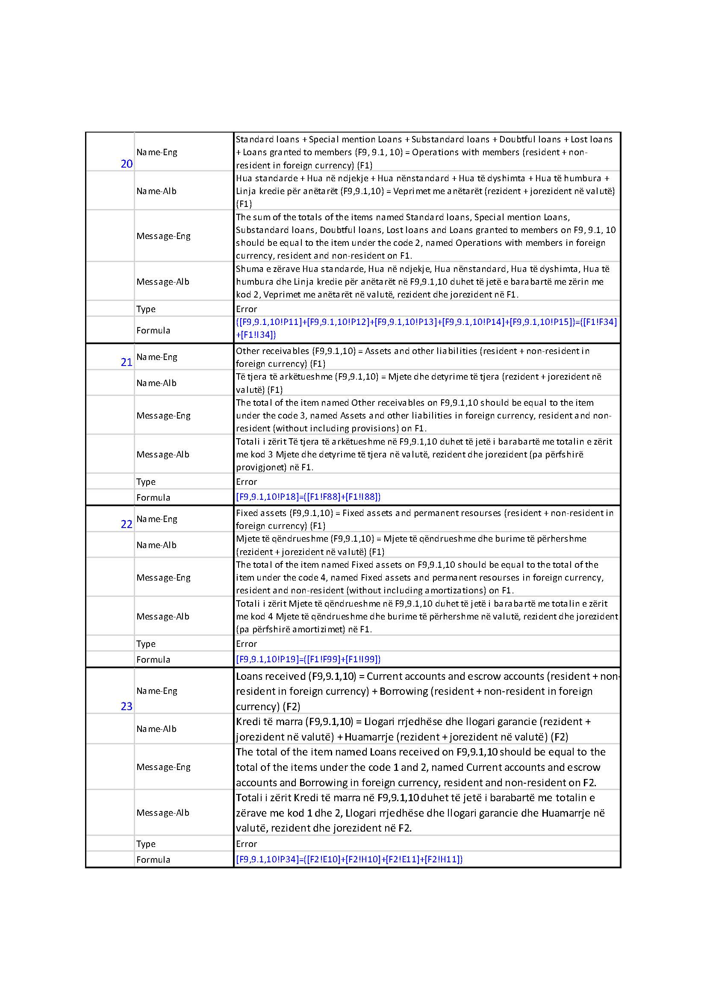 Standard loans + Special mention Loans + Substandard loans + Doubtful loans + Lost loans
20 Name-Eng + Loans granted to members (F9, 9.1, 10) = Operations with members (resident + non-
resident in foreign currency) (F1)
Hua standarde + Hua në ndjekje + Hua nënstandard + Hua të dyshimta + Hua të humbura +
Name-Alb Linja kredie për anëtarët (F9,9.1,10) = Veprimet me anëtarët (rezident + jorezident në valutë)
(F1)
The sum of the totals of the items named Standard loans, Special mention Loans,
Message-Eng Substandard loans, Doubtful loans, Lost loans and Loans granted to members on F9, 9.1, 10
should be equal to the item under the code 2, named Operations with members in foreign
currency, resident and non-resident on F1.
Shuma e zërave Hua standarde, Hua në ndjekje, Hua nënstandard, Hua të dyshimta, Hua të
Message-Alb humbura dhe Linja kredie për anëtarët në F9,9.1,10 duhet të jetë e barabartë me zërin me
kod 2, Veprimet me anëtarët në valutë, rezident dhe jorezident në F1.
Type Error
Formula ([F9,9.1,10!P11]+[F9,9.1,10!P12]+[F9,9.1,10!P13]+[F9,9.1,10!P14]+[F9,9.1,10!P15])=([F1!F34]
+[F1!I34])
21 Name-Eng Other receivables (F9,9.1,10) = Assets and other liabilities (resident + non-resident in
foreign currency) (F1)
Name-Alb Të tjera të arkëtueshme (F9,9.1,10) = Mjete dhe detyrime të tjera (rezident + jorezident në
valutë) (F1)
The total of the item named Other receivables on F9,9.1,10 should be equal to the item
Message-Eng under the code 3, named Assets and other liabilities in foreign currency, resident and non-
resident (without including provisions) on F1.
Totali i zërit Të tjera të arkëtueshme në F9,9.1,10 duhet të jetë i barabartë me totalin e zërit
Message-Alb me kod 3 Mjete dhe detyrime të tjera në valutë, rezident dhe jorezident (pa përfshirë
provigjonet) në F1.
Type Error
Formula [F9,9.1,10!P18]=([F1!F88]+[F1!I88])
22 Name-Eng Fixed assets (F9,9.1,10) = Fixed assets and permanent resourses (resident + non-resident in
foreign currency) (F1)
Name-Alb Mjete të qëndrueshme (F9,9.1,10) = Mjete të qëndrueshme dhe burime të përhershme
(rezident + jorezident në valutë) (F1)
The total of the item named Fixed assets on F9,9.1,10 should be equal to the total of the
Message-Eng item under the code 4, named Fixed assets and permanent resourses in foreign currency,
resident and non-resident (without including amortizations) on F1.
Totali i zërit Mjete të qëndrueshme në F9,9.1,10 duhet të jetë i barabartë me totalin e zërit
Message-Alb me kod 4 Mjete të qëndrueshme dhe burime të përhershme në valutë, rezident dhe jorezident
(pa përfshirë amortizimet) në F1.
Type Error
Formula [F9,9.1,10!P19]=([F1!F99]+[F1!I99])
Loans received (F9,9.1,10) = Current accounts and escrow accounts (resident + non-
23 Name-Eng resident in foreign currency) + Borrowing (resident + non-resident in foreign
currency) (F2)
Name-Alb Kredi të marra (F9,9.1,10) = Llogari rrjedhëse dhe llogari garancie (rezident +
jorezident në valutë) + Huamarrje (rezident + jorezident në valutë) (F2)
The total of the item named Loans received on F9,9.1,10 should be equal to the
Message-Eng total of the items under the code 1 and 2, named Current accounts and escrow
accounts and Borrowing in foreign currency, resident and non-resident on F2.
Totali i zërit Kredi të marra në F9,9.1,10 duhet të jetë i barabartë me totalin e
Message-Alb zërave me kod 1 dhe 2, Llogari rrjedhëse dhe llogari garancie dhe Huamarrje në
valutë, rezident dhe jorezident në F2.
Type Error
Formula [F9,9.1,10!P34]=([F2!E10]+[F2!H10]+[F2!E11]+[F2!H11])